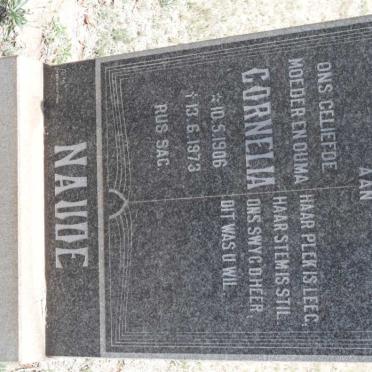 AAN
ONS GELIEFDE
MOEDER EN OUMA
CORNELIA
☆ 10.5.1906
✝ 13.6.1973
RUS SAG
HAAR PLEK IS LEEG,
HAAR STEM IS STIL
ONS SWYG O HEER,
DIT WAS U WIL
NAUDE